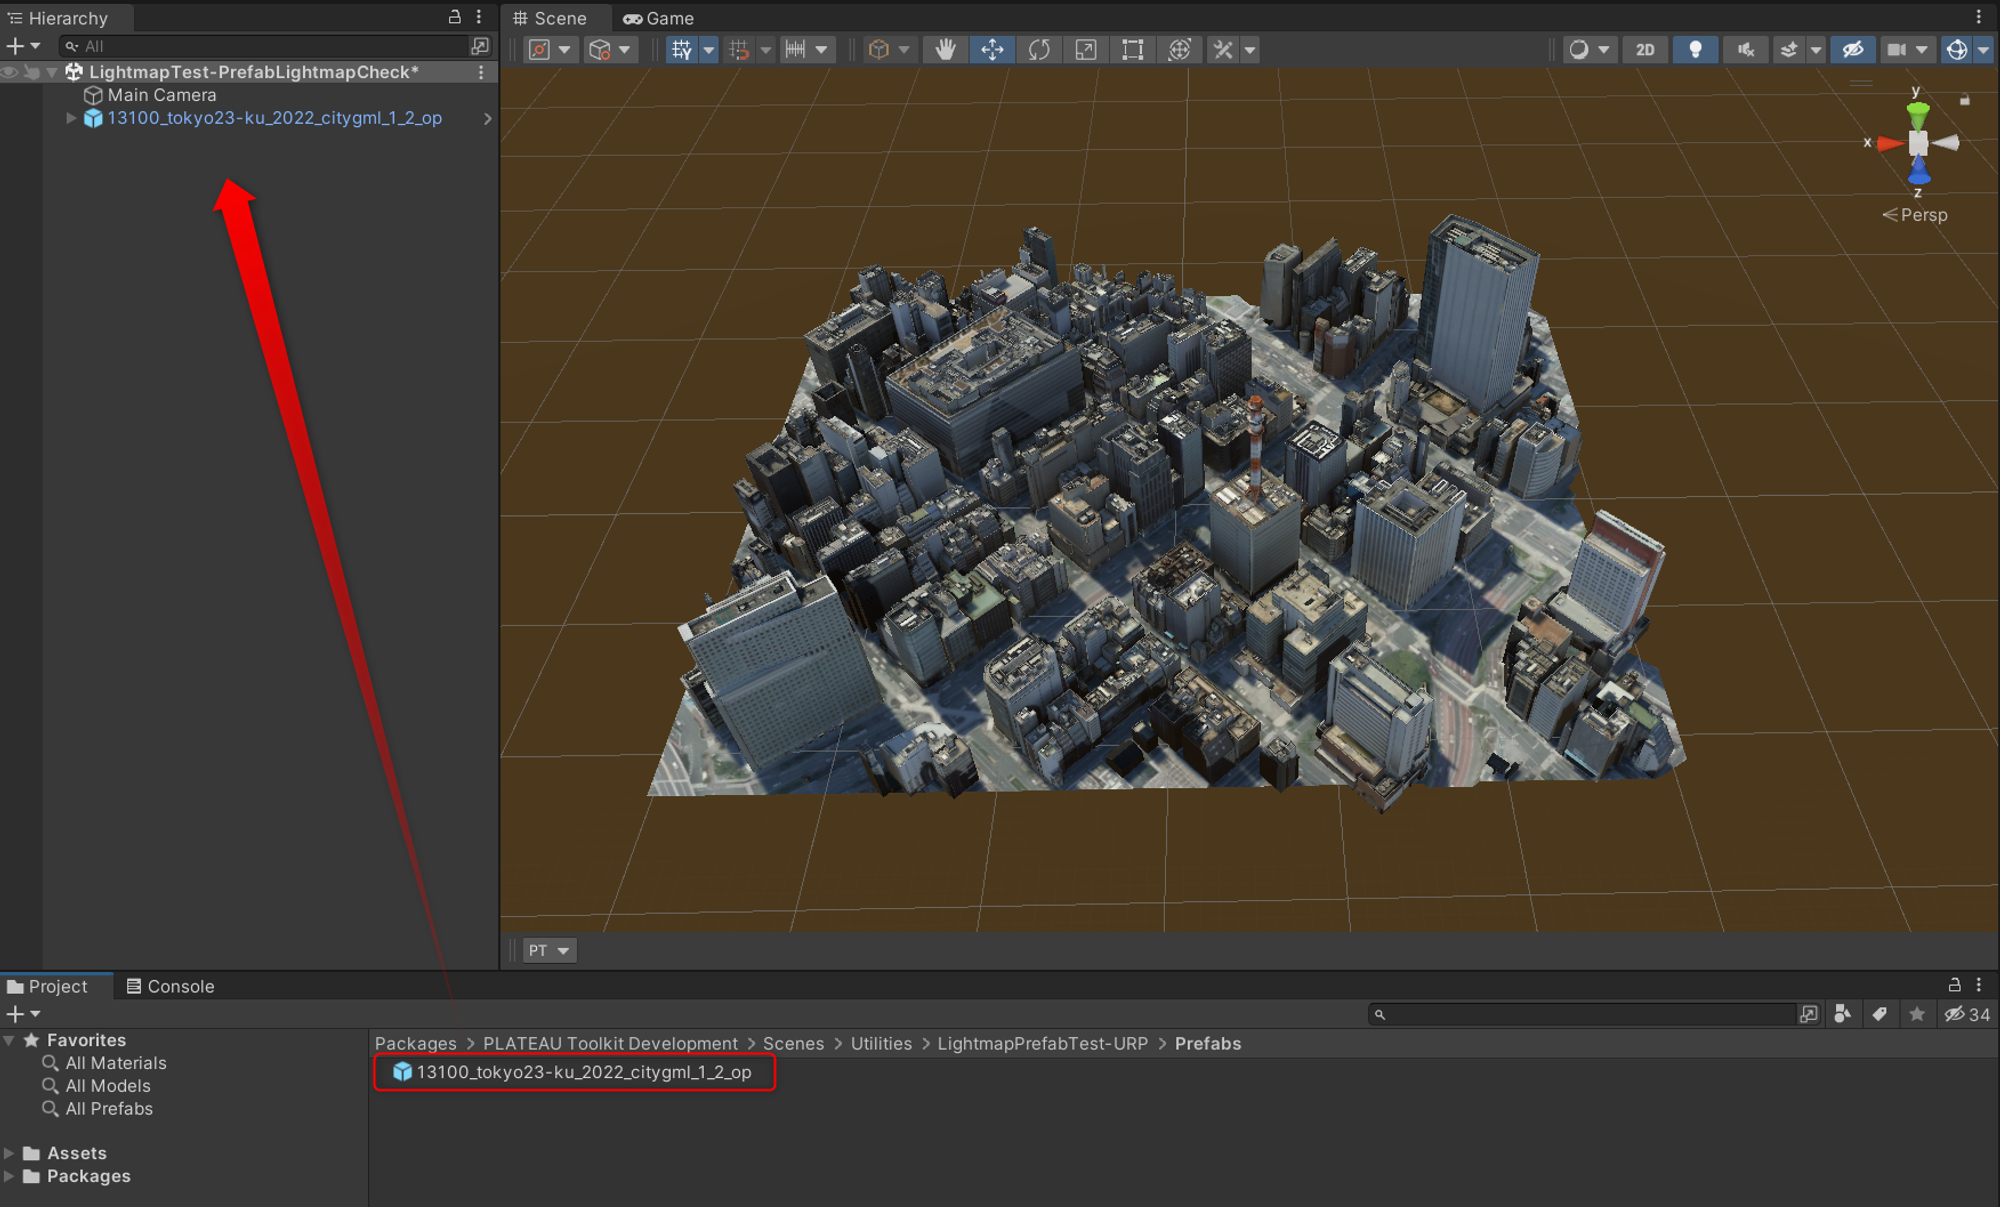 Hierarchy
All
LightmapTest-PrefabLightmapCheck*
Main Camera
13100_tokyo23-ku_2022_citygml_1_2_op
Scene
Game
2D
y
x
z
Persp
PT
Project
Console
34
Favorites
All Materials
All Models
All Prefabs
Assets
Packages
Packages > PLATEAU Toolkit Development > Scenes > Utilities > LightmapPrefabTest-URP > Prefabs
13100_tokyo23-ku_2022_citygml_1_2_op